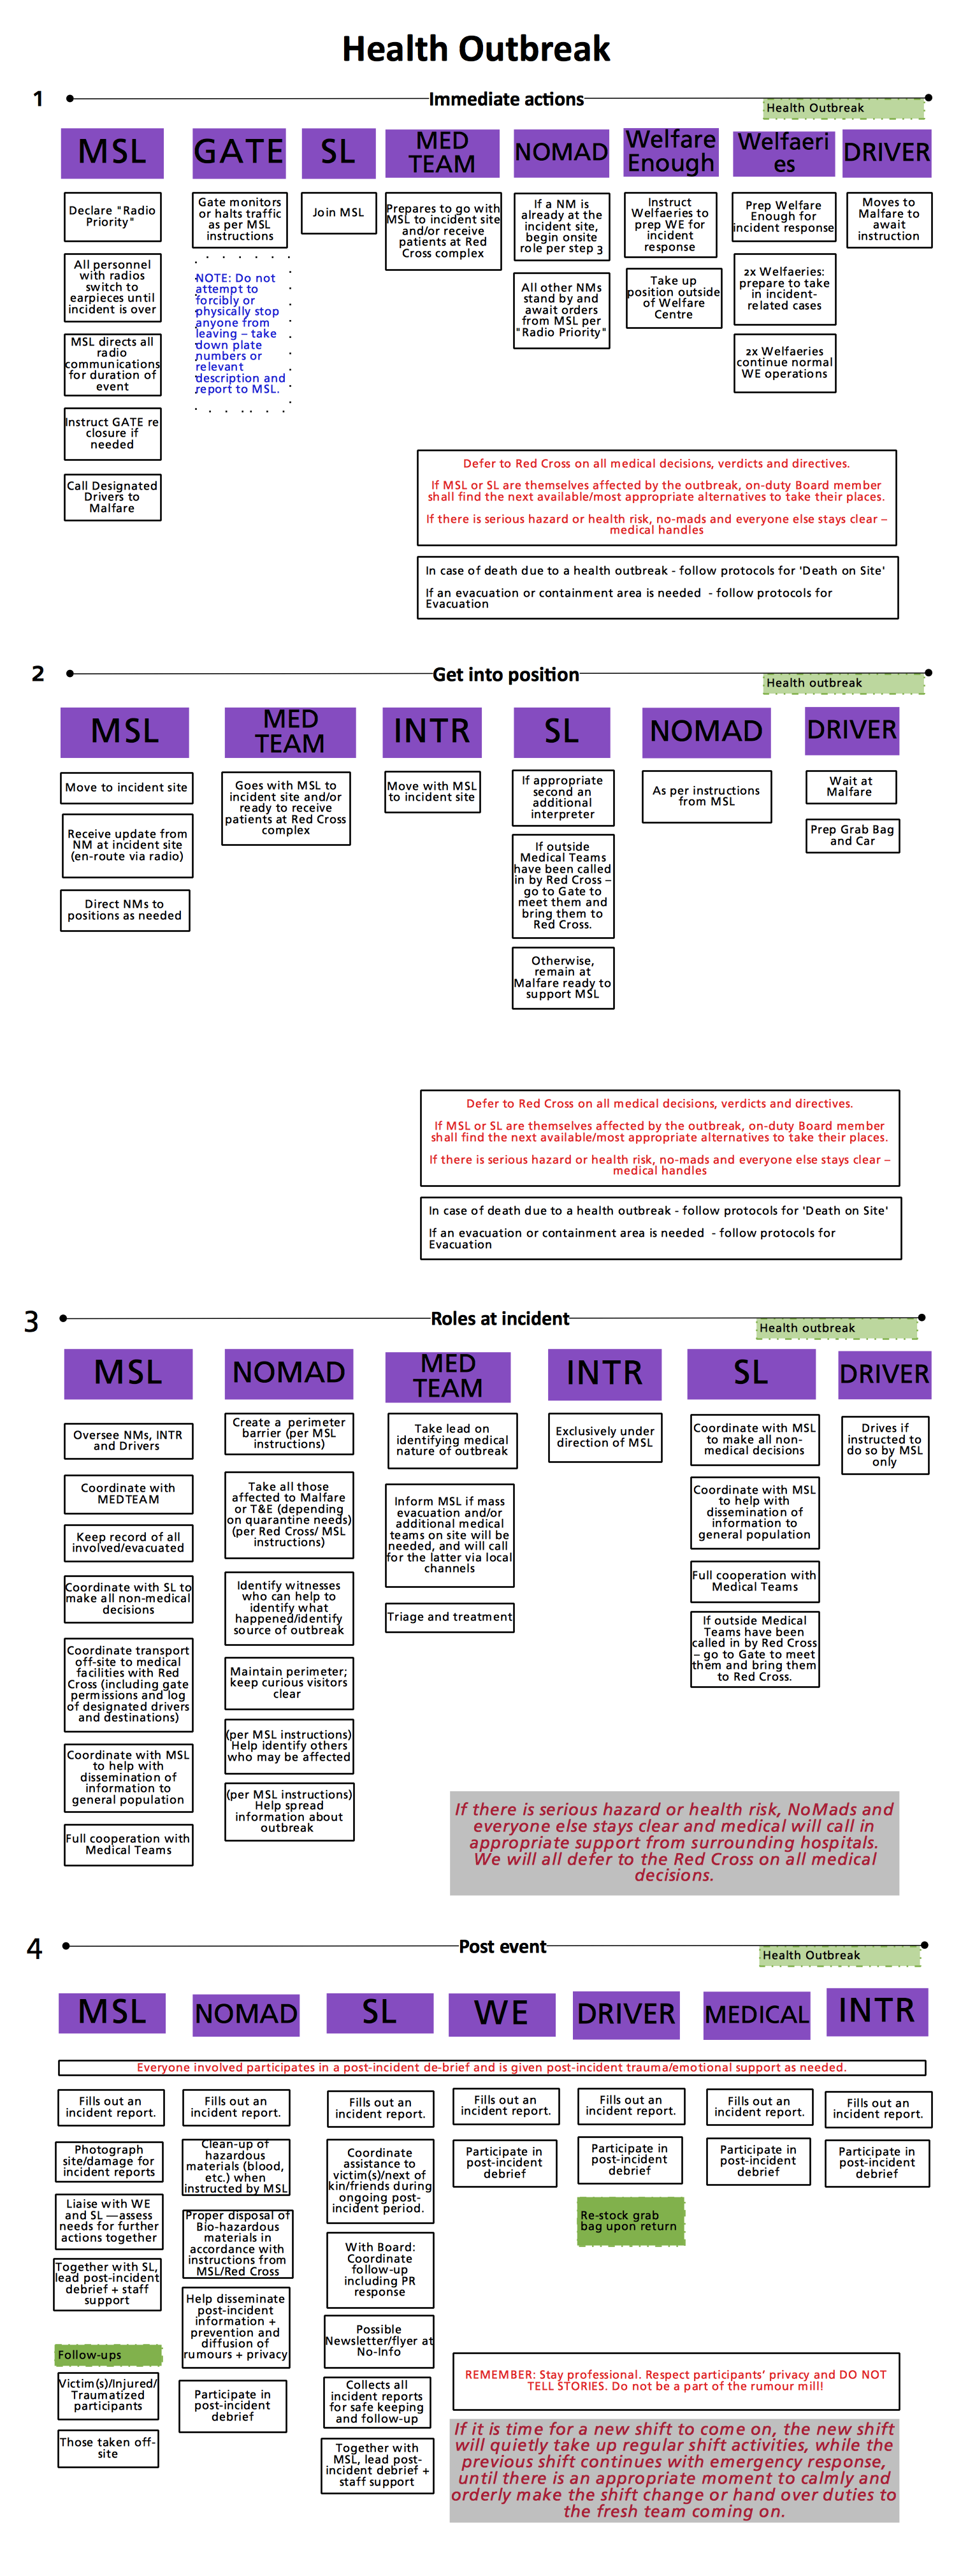 Health Outbreak
1
Immediate actions
Health Outbreak
MSL
GATE
SL
MED
TEAM
NOMAD
Welfare
Enough
Welfaeri
es
DRIVER
Declare "Radio
Priority"
All personnel
with radios
switch to
earpieces until
incident is over
MSL directs all
radio
communications
for duration of
event
Instruct GATE re
closure if
needed
Call Designated
Drivers to
Malfare
Gate monitors
or halts traffic
as per MSL
instructions
NOTE: Do not
attempt to
forcibly or
physically stop
anyone from
leaving – take
down plate
numbers or
relevant
description and
report to MSL.
Join MSL
Prepares to go with
MSL to incident site
and/or receive
patients at Red
Cross complex
If a NM is
already at the
incident site,
begin onsite
role per step 3
All other NMs
stand by and
await orders
from MSL per
"Radio Priority"
Instruct
Welfaeries to
prep WE for
incident
response
Take up
position outside
of Welfare
Centre
Prep Welfare
Enough for
incident response
2x Welfaeries:
prepare to take
in incident-
related cases
2x Welfaeries
continue normal
WE operations
Moves to
Malfare to
await
instruction
Defer to Red Cross on all medical decisions, verdicts and directives.
If MSL or SL are themselves affected by the outbreak, on-duty Board member
shall find the next available/most appropriate alternatives to take their places.
If there is serious hazard or health risk, no-mads and everyone else stays clear –
medical handles
In case of death due to a health outbreak - follow protocols for 'Death on Site'
If an evacuation or containment area is needed  - follow protocols for
Evacuation
2
Get into position
Health outbreak
MSL
MED
TEAM
INTR
SL
NOMAD
DRIVER
Move to incident site
Receive update from
NM at incident site
(en-route via radio)
Direct NMs to
positions as needed
Goes with MSL to
incident site and/or
ready to receive
patients at Red Cross
complex
Move with MSL
to incident site
If appropriate
second an
additional
interpreter
If outside
Medical Teams
have been called
in by Red Cross –
go to Gate to
meet them and
bring them to
Red Cross.
Otherwise,
remain at
Malfare ready to
support MSL
As per instructions
from MSL
Wait at
Malfare
Prep Grab Bag
and Car
Defer to Red Cross on all medical decisions, verdicts and directives.
If MSL or SL are themselves affected by the outbreak, on-duty Board member
shall find the next available/most appropriate alternatives to take their places.
If there is serious hazard or health risk, no-mads and everyone else stays clear –
medical handles
In case of death due to a health outbreak - follow protocols for 'Death on Site'
If an evacuation or containment area is needed  - follow protocols for
Evacuation
3
Roles at incident
Health outbreak
MSL
NOMAD
MED
TEAM
INTR
SL
DRIVER
Oversee NMs, INTR
and Drivers
Coordinate with
MEDTEAM
Keep record of all
involved/evacuated
Coordinate with SL to
make all non-medical
decisions
Coordinate transport
off-site to medical
facilities with Red
Cross (including gate
permissions and log
of designated drivers
and destinations)
Coordinate with MSL
to help with
dissemination of
information to
general population
Full cooperation with
Medical Teams
Create a perimeter
barrier (per MSL
instructions)
Take all those
affected to Malfare
or T&E (depending
on quarantine needs)
(per Red Cross/ MSL
instructions)
Identify witnesses
who can help to
identify what
happened/identify
source of outbreak
Maintain perimeter;
keep curious visitors
clear
(per MSL instructions)
Help identify others
who may be affected
(per MSL instructions)
Help spread
information about
outbreak
Take lead on
identifying medical
nature of outbreak
Inform MSL if mass
evacuation and/or
additional medical
teams on site will be
needed, and will call
for the latter via local
channels
Triage and treatment
Exclusively under
direction of MSL
Coordinate with MSL
to make all non-
medical decisions
Coordinate with MSL
to help with
dissemination of
information to
general population
Full cooperation with
Medical Teams
If outside Medical
Teams have been
called in by Red Cross
– go to Gate to meet
them and bring them
to Red Cross.
Drives if
instructed to
do so by MSL
only
If there is serious hazard or health risk, NoMads and
everyone else stays clear and medical will call in
appropriate support from surrounding hospitals.
We will all defer to the Red Cross on all medical
decisions.
4
Post event
Health Outbreak
MSL
NOMAD
SL
WE
DRIVER
MEDICAL
INTR
Everyone involved participates in a post-incident de-brief and is given post-incident trauma/emotional support as needed.
Fills out an
incident report.
Photograph
site/damage for
incident reports
Liaise with WE
and SL —assess
needs for further
actions together
Together with SL,
lead post-incident
debrief + staff
support
Follow-ups
Victim(s)/Injured/
Traumatized
participants
Those taken off-
site
Fills out an
incident report.
Clean-up of
hazardous
materials (blood,
etc.) when
instructed by MSL
Proper disposal of
Bio-hazardous
materials in
accordance with
instructions from
MSL/Red Cross
Help disseminate
post-incident
information +
prevention and
diffusion of
rumours + privacy
Participate in
post-incident
debrief
Fills out an
incident report.
Coordinate
assistance to
victim(s)/next of
kin/friends during
ongoing post-
incident period.
With Board:
Coordinate
follow-up
including PR
response
Possible
Newsletter/flyer at
No-Info
Collects all
incident reports
for safe keeping
and follow-up
Together with
MSL, lead post-
incident debrief +
staff support
Fills out an
incident report.
Participate in
post-incident
debrief
Fills out an
incident report.
Participate in
post-incident
debrief
Re-stock grab
bag upon return
Fills out an
incident report.
Participate in
post-incident
debrief
Fills out an
incident report.
Participate in
post-incident
debrief
REMEMBER: Stay professional. Respect participants' privacy and DO NOT
TELL STORIES. Do not be a part of the rumour mill!
If it is time for a new shift to come on, the new shift
will quietly take up regular shift activities, while the
previous shift continues with emergency response,
until there is an appropriate moment to calmly and
orderly make the shift change or hand over duties to
the fresh team coming on.